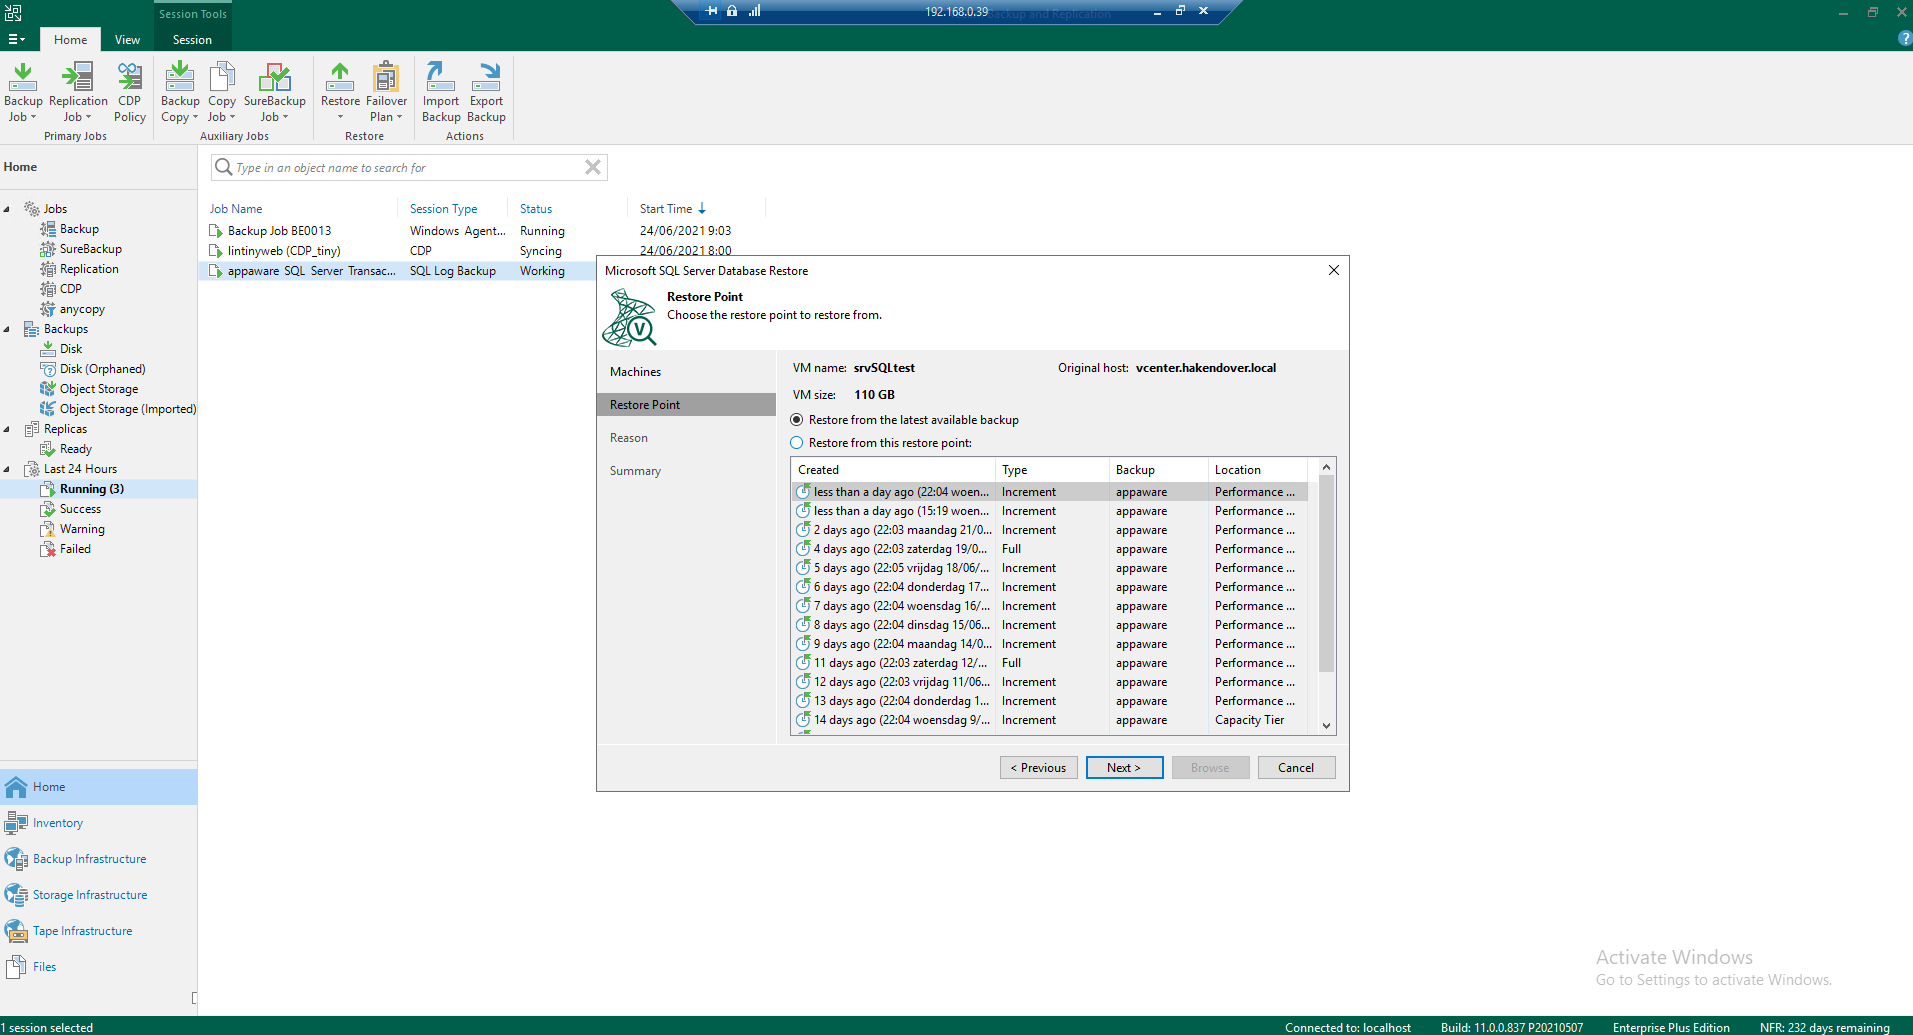 Session Tools
192.168.0.39
Backup and Replication
Home
View
Session
Backup Job
Replication Job
CDP Policy
Backup Copy
Copy Job
SureBackup Job
Restore
Failover Plan
Import Backup
Export Backup
Primary Jobs
Auxiliary Jobs
Restore
Actions
Home
Type in an object name to search for
Jobs
Backup
SureBackup
Replication
CDP
anycopy
Backups
Disk
Disk (Orphaned)
Object Storage
Object Storage (Imported)
Replicas
Ready
Last 24 Hours
Running (3)
Success
Warning
Failed
Home
Inventory
Backup Infrastructure
Storage Infrastructure
Tape Infrastructure
Files
Job Name Session Type Status Start Time
Backup Job BE0013 Windows Agent... Running 24/06/2021 9:03
lintinyweb (CDP_tiny) CDP Syncing 24/06/2021 8:00
appaware SQL Server Transac... SQL Log Backup Working
Microsoft SQL Server Database Restore
Restore Point
Choose the restore point to restore from.
Machines
Restore Point
Reason
Summary
VM name: srvSQLtest Original host: vcenter.hakendover.local
VM size: 110 GB
Restore from the latest available backup
Restore from this restore point:
Created Type Backup Location
less than a day ago (22:04 woen... Increment appaware Performance ...
less than a day ago (15:19 woen... Increment appaware Performance ...
2 days ago (22:03 maandag 21/0... Increment appaware Performance ...
4 days ago (22:03 zaterdag 19/0... Full appaware Performance ...
5 days ago (22:05 vrijdag 18/06/... Increment appaware Performance ...
6 days ago (22:04 donderdag 17... Increment appaware Performance ...
7 days ago (22:04 woensdag 16/... Increment appaware Performance ...
8 days ago (22:04 dinsdag 15/06... Increment appaware Performance ...
9 days ago (22:04 maandag 14/0... Increment appaware Performance ...
11 days ago (22:03 zaterdag 12/... Full appaware Performance ...
12 days ago (22:03 vrijdag 11/06... Increment appaware Performance ...
13 days ago (22:04 donderdag 1... Increment appaware Performance ...
14 days ago (22:04 woensdag 9/... Increment appaware Capacity Tier
< Previous
Next >
Browse
Cancel
Activate Windows
Go to Settings to activate Windows.
1 session selected
Connected to: localhost
Build: 11.0.0.837 P20210507
Enterprise Plus Edition
NFR: 232 days remaining